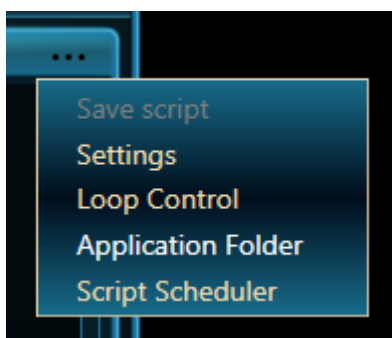 ...
Save script
Settings
Loop Control
Application Folder
Script Scheduler